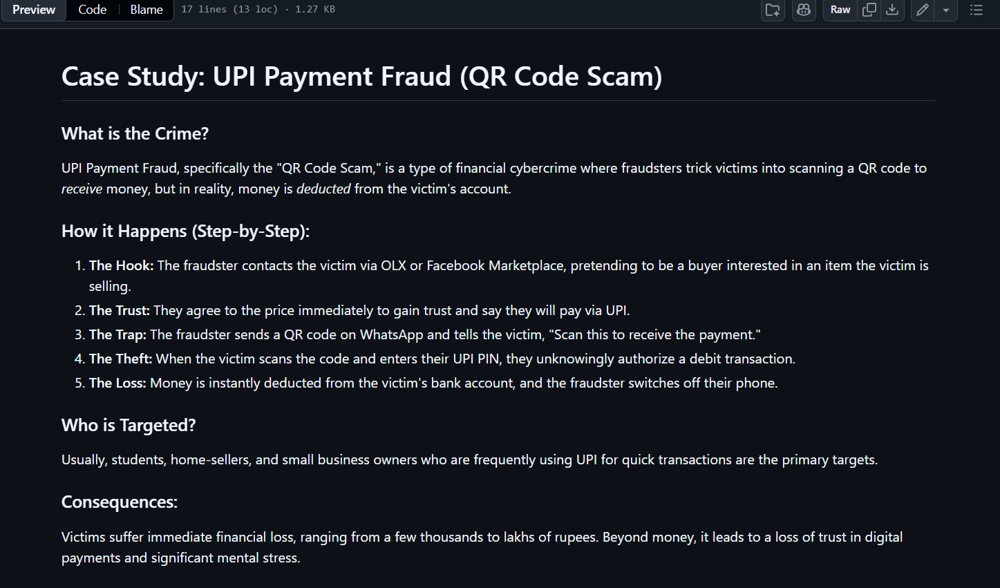 Preview Code Blame 17 lines (13 loc) · 1.27 KB Raw
Case Study: UPI Payment Fraud (QR Code Scam)
What is the Crime?
UPI Payment Fraud, specifically the "QR Code Scam," is a type of financial cybercrime where fraudsters trick victims into scanning a QR code to
receive money, but in reality, money is deducted from the victim's account.
How it Happens (Step-by-Step):
1. The Hook: The fraudster contacts the victim via OLX or Facebook Marketplace, pretending to be a buyer interested in an item the victim is
selling.
2. The Trust: They agree to the price immediately to gain trust and say they will pay via UPI.
3. The Trap: The fraudster sends a QR code on WhatsApp and tells the victim, "Scan this to receive the payment."
4. The Theft: When the victim scans the code and enters their UPI PIN, they unknowingly authorize a debit transaction.
5. The Loss: Money is instantly deducted from the victim's bank account, and the fraudster switches off their phone.
Who is Targeted?
Usually, students, home-sellers, and small business owners who are frequently using UPI for quick transactions are the primary targets.
Consequences:
Victims suffer immediate financial loss, ranging from a few thousands to lakhs of rupees. Beyond money, it leads to a loss of trust in digital
payments and significant mental stress.